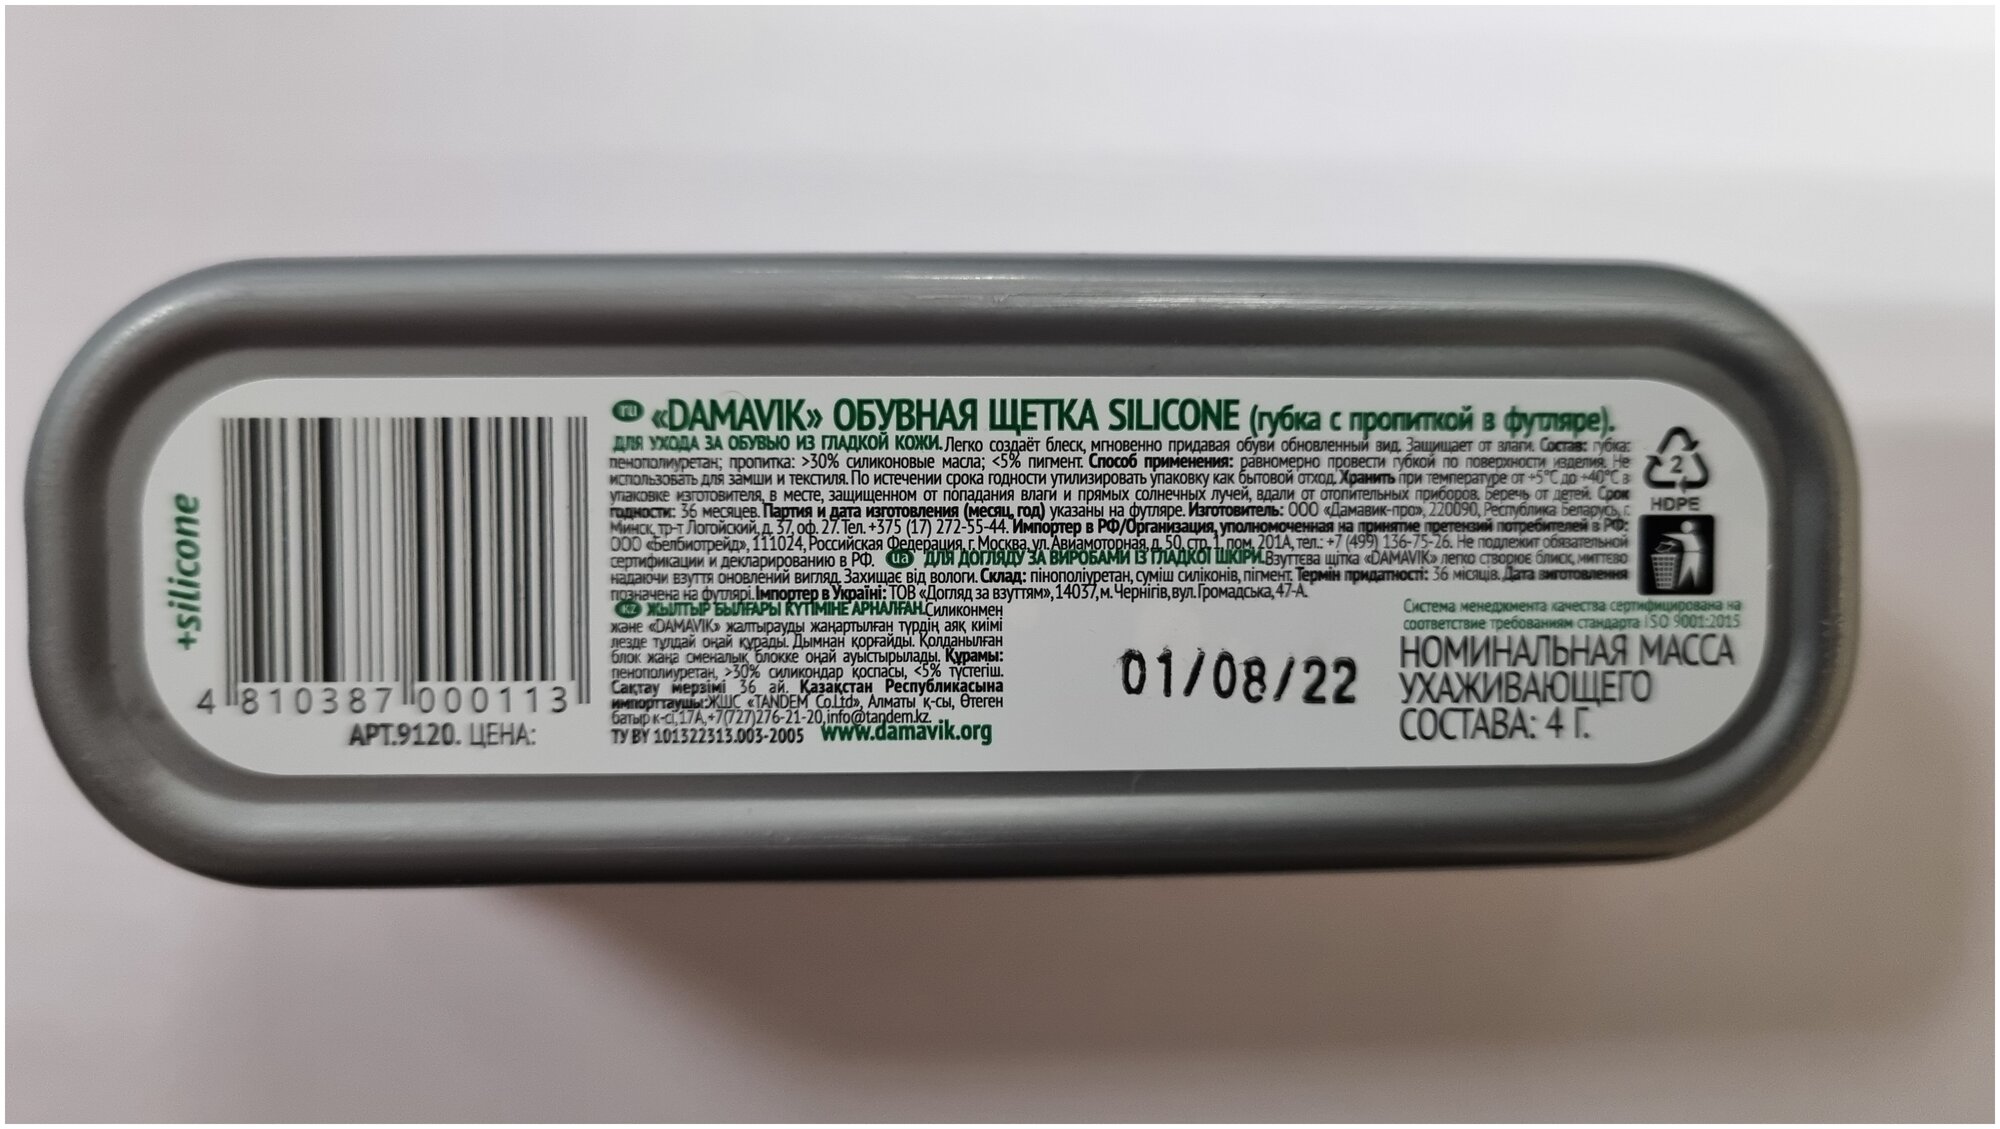 +silicone
4 810387 000113
АРТ.9120. ЦЕНА:
ru «DAMAVIK» ОБУВНАЯ ЩЕТКА SILICONE (губка с пропиткой в футляре).
ДЛЯ УХОДА ЗА ОБУВЬЮ ИЗ ГЛАДКОЙ КОЖИ. Легко создаёт блеск, мгновенно придавая обуви обновленный вид. Защищает от влаги. Состав: губка:
пенополиуретан; пропитка: >30% силиконовые масла; <5% пигмент. Способ применения: равномерно провести губкой по поверхности изделия. Не
использовать для замши и текстиля. По истечении срока годности утилизировать упаковку как бытовой отход. Хранить при температуре от +5°С до +40°С в
упаковке изготовителя, в месте, защищенном от попадания влаги и прямых солнечных лучей, вдали от отопительных приборов. Беречь от детей. Срок
годности: 36 месяцев. Партия и дата изготовления (месяц, год) указаны на футляре. Изготовитель: ООО «Дамавик-про», 220090, Республика Беларусь, г.
Минск, тр-т Логойский, д. 37, оф. 27. Тел. +375 (17) 272-55-44. Импортер в РФ/Организация, уполномоченная на принятие претензий потребителей в РФ:
ООО «Белбиотрейд», 111024, Российская Федерация, г. Москва, ул. Авиамоторная, д. 50, стр. 1, пом. 201А, тел.: +7 (499) 136-75-26. Не подлежит обязательной
сертификации и декларированию в РФ. ua ДЛЯ ДОГЛЯДУ ЗА ВИРОБАМИ ІЗ ГЛАДКОЇ ШКІРИ. Взуттєва щітка «DAMAVIK» легко створює блиск, миттєво
надаючи взуття оновлений вигляд. Захищає від вологи. Склад: пінополіуретан, суміш силіконів, пігмент. Термін придатності: 36 місяців. Дата виготовлення
позначена на футлярі. Імпортер в Україні: ТОВ «Догляд за взуттям», 14037, м. Чернігів, вул. Громадська, 47-А.
kz ЖЫЛТЫР БЫЛҒАРЫ КҮТІМІНЕ АРНАЛҒАН. Силиконмен
және «DAMAVIK» жалтырауды жаңартылған түрдің аяқ киімі
лезде тулдай оңай құрады. Дымнан қорғайды. Қолданылған
блок жаңа сменалық блокке оңай ауыстырылады. Құрамы:
пенополиуретан, >30% силикондар қоспасы, <5% түстегіш.
Сақтау мерзімі 36 ай. Қазақстан Республикасына
импорттаушы: ЖШС «TANDEM Co.Ltd», Алматы қ-сы, Өтеген
батыр к-сі, 17А, +7(727)276-21-20, info@tandem.kz.
ТУ BY 101322313.003-2005 www.damavik.org
01/08/22
2
HDPE
Система менеджмента качества сертифицирована на
соответствие требованиям стандарта ISO 9001:2015
НОМИНАЛЬНАЯ МАССА
УХАЖИВАЮЩЕГО
СОСТАВА: 4 Г.